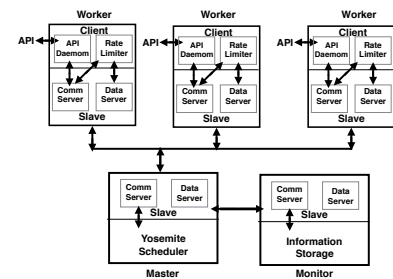 Worker
Worker
Worker
Client
Client
Client
API
API Daemom
Rate Limiter
API
API Daemom
Rate Limiter
API
API Daemom
Rate Limiter
Comm Server
Data Server
Comm Server
Data Server
Comm Server
Data Server
Slave
Slave
Slave
Comm Server
Data Server
Comm Server
Data Server
Slave
Slave
Yosemite
Scheduler
Information
Storage
Master
Monitor